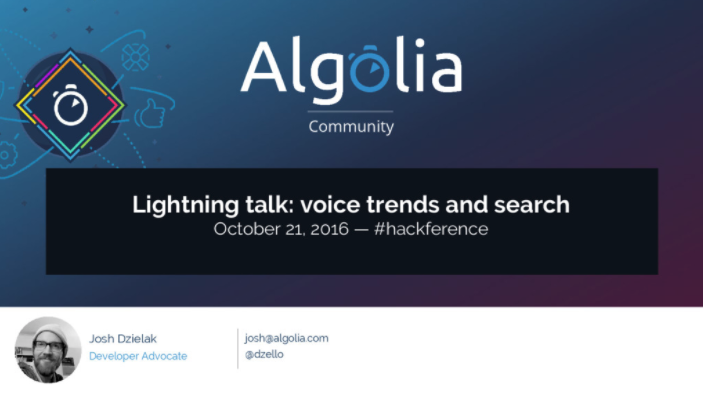 Algolia
Community
Lightning talk: voice trends and search
October 21, 2016 — #hackference
Josh Dzielak
Developer Advocate
josh@algolia.com
@dzello